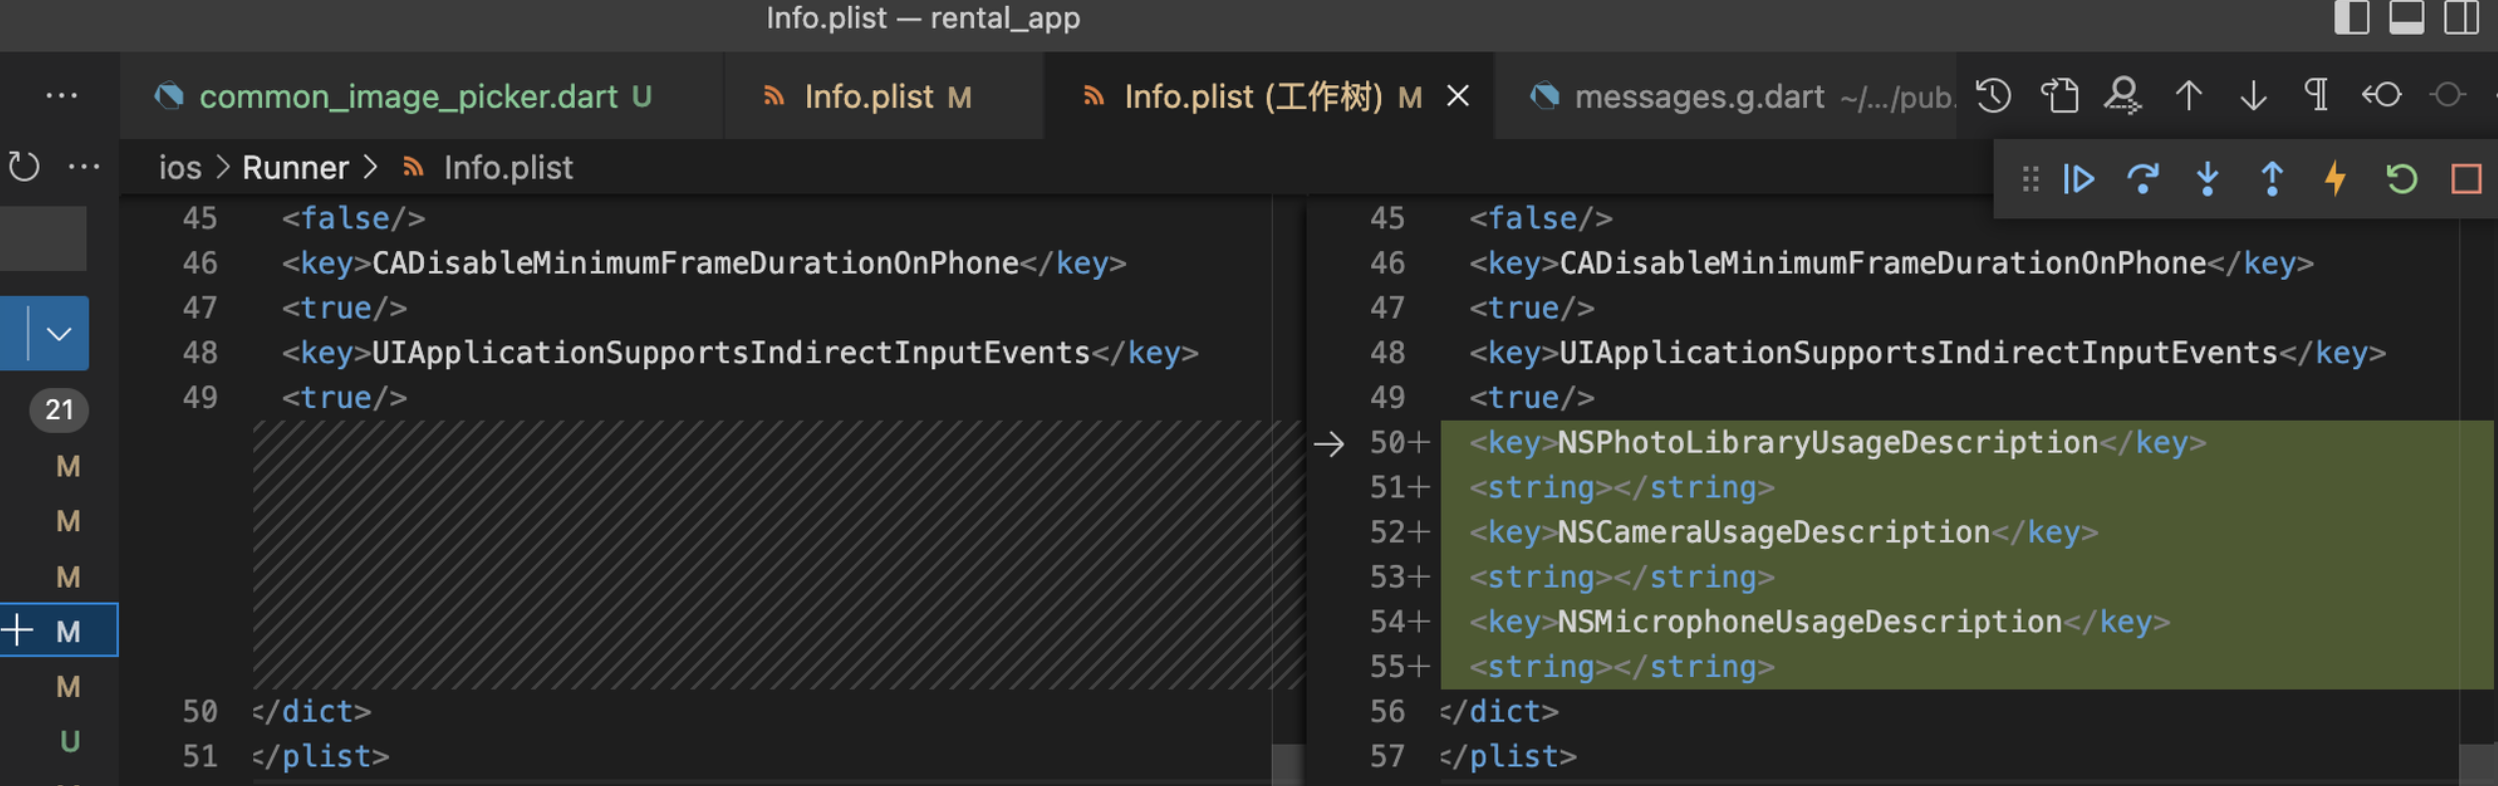 Info.plist — rental_app
common_image_picker.dart U
Info.plist M
Info.plist (工作树) M
messages.g.dart ~/.../pub.
ios > Runner > Info.plist
21
M
M
M
M
M
U
45 <false/>
46 <key>CADisableMinimumFrameDurationOnPhone</key>
47 <true/>
48 <key>UIApplicationSupportsIndirectInputEvents</key>
49 <true/>
50 </dict>
51 </plist>
45 <false/>
46 <key>CADisableMinimumFrameDurationOnPhone</key>
47 <true/>
48 <key>UIApplicationSupportsIndirectInputEvents</key>
49 <true/>
50+ <key>NSPhotoLibraryUsageDescription</key>
51+ <string></string>
52+ <key>NSCameraUsageDescription</key>
53+ <string></string>
54+ <key>NSMicrophoneUsageDescription</key>
55+ <string></string>
56 </dict>
57 </plist>